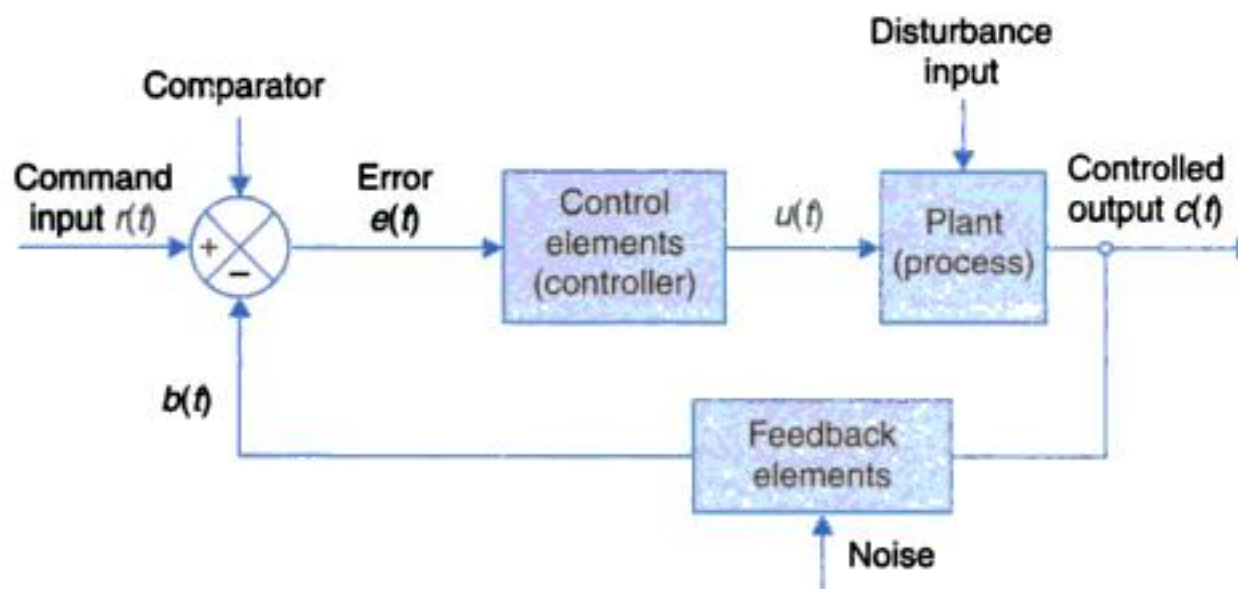 Disturbance
input
Comparator
Command
input r(t)
Error
e(t)
Control
elements
(controller)
u(t)
Plant
(process)
Controlled
output c(t)
+
−
b(t)
Feedback
elements
Noise